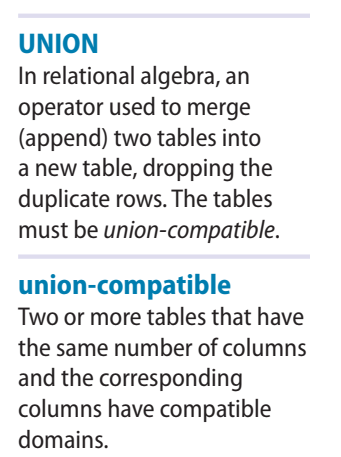 UNION
In relational algebra, an
operator used to merge
(append) two tables into
a new table, dropping the
duplicate rows. The tables
must be union-compatible.
union-compatible
Two or more tables that have
the same number of columns
and the corresponding
columns have compatible
domains.